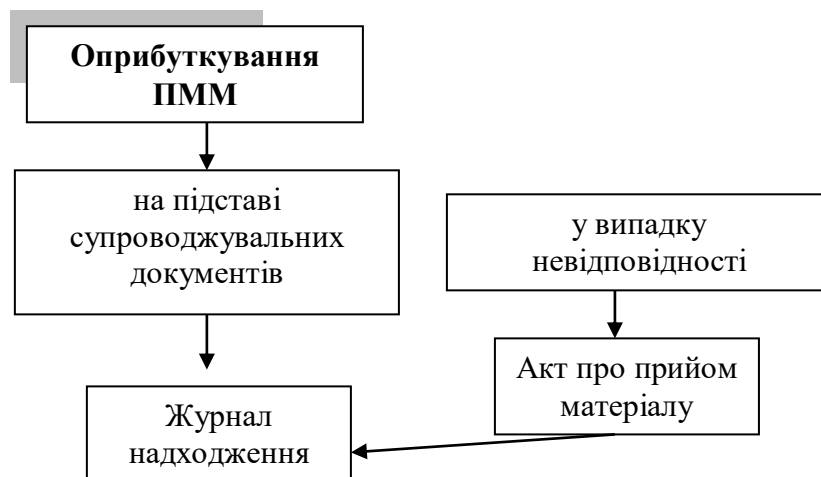 Оприбуткування
ПММ
на підставі
супроводжувальних
документів
у випадку
невідповідності
Акт про прийом
матеріалу
Журнал
надходження